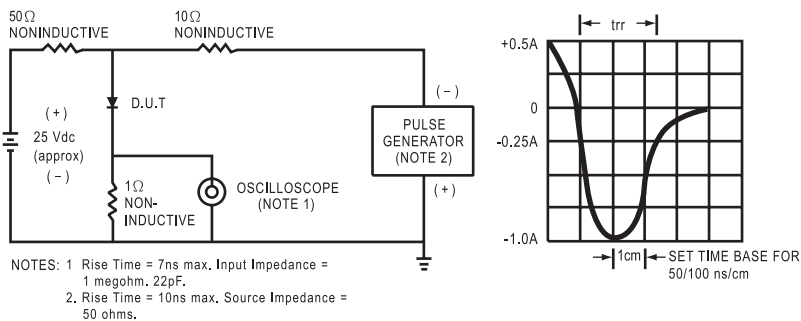 50Ω
NONINDUCTIVE
10Ω
NONINDUCTIVE
trr
+0.5A
(-)
D.U.T
(+)
0
25 Vdc
(approx)
PULSE
GENERATOR
(NOTE 2)
-0.25A
(-)
1Ω
NON-
INDUCTIVE
OSCILLOSCOPE
(NOTE 1)
(+)
-1.0A
1cm
SET TIME BASE FOR
50/100 ns/cm
NOTES: 1 Rise Time = 7ns max. Input Impedance =
1 megohm. 22pF.
2. Rise Time = 10ns max. Source Impedance =
50 ohms.